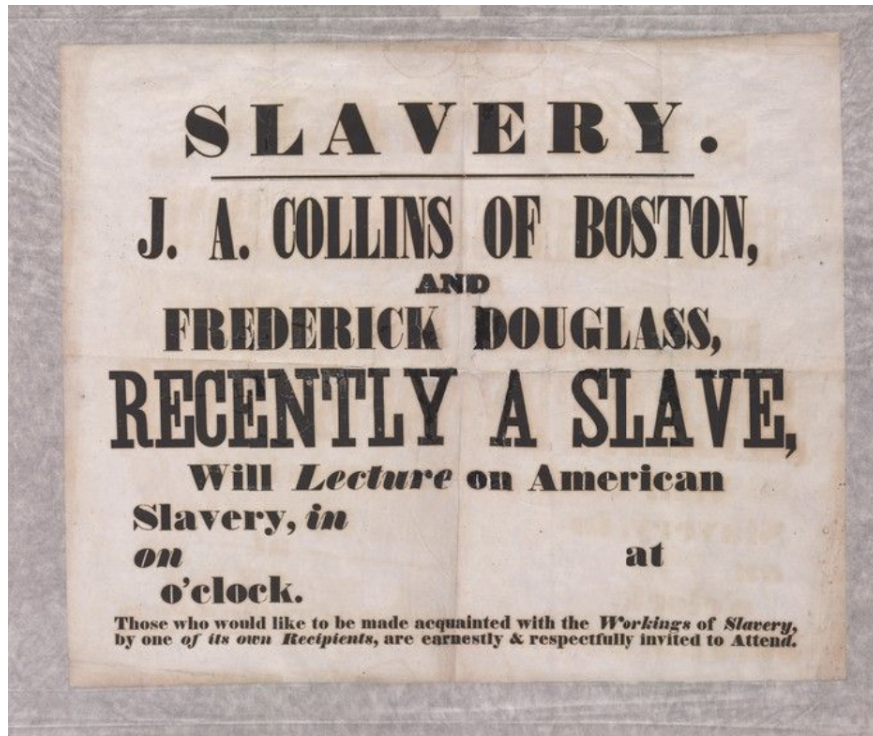 SLAVERY.
J. A. COLLINS OF BOSTON,
AND
FREDERICK DOUGLASS,
RECENTLY A SLAVE,
Will Lecture on American
Slavery, in
on at
o'clock.
Those who would like to be made acquainted with the Workings of Slavery,
by one of its own Recipients, are earnestly & respectfully invited to Attend.